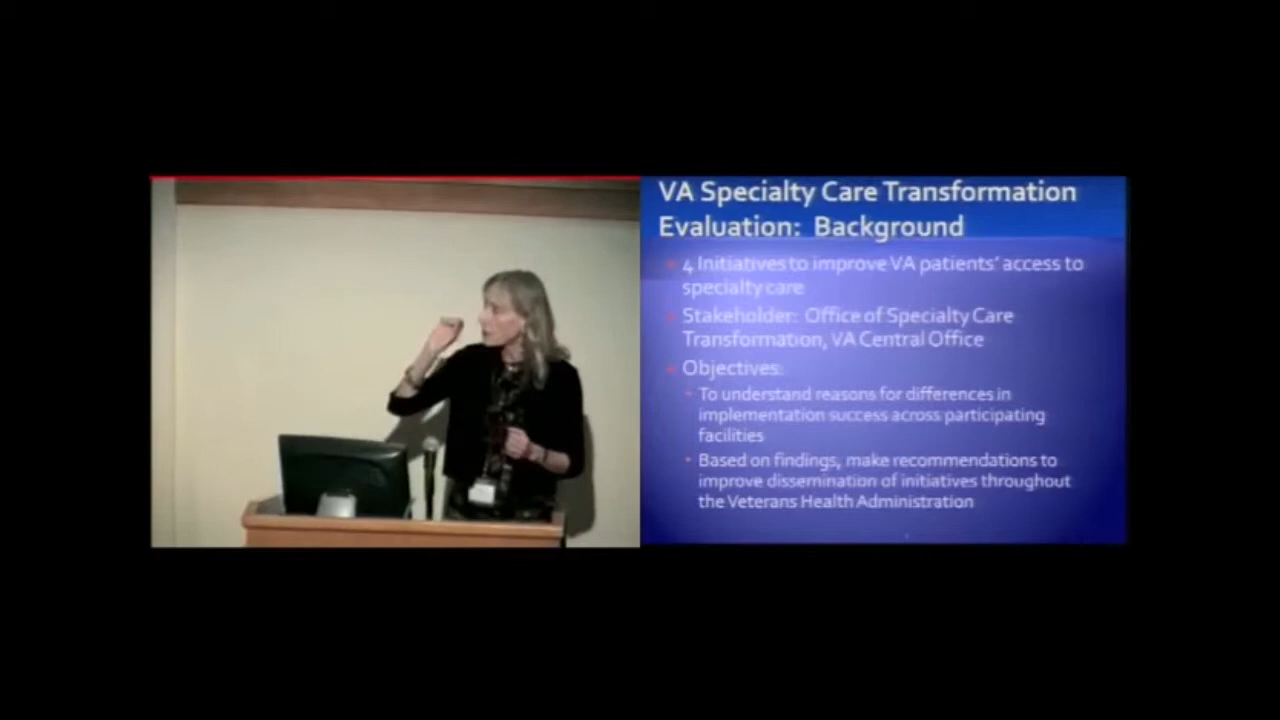 VA Specialty Care Transformation
Evaluation: Background
4 Initiatives to improve VA patients' access to
specialty care
Stakeholder: Office of Specialty Care
Transformation, VA Central Office
Objectives:
To understand reasons for differences in
implementation success across participating
facilities
Based on findings, make recommendations to
improve dissemination of initiatives throughout
the Veterans Health Administration